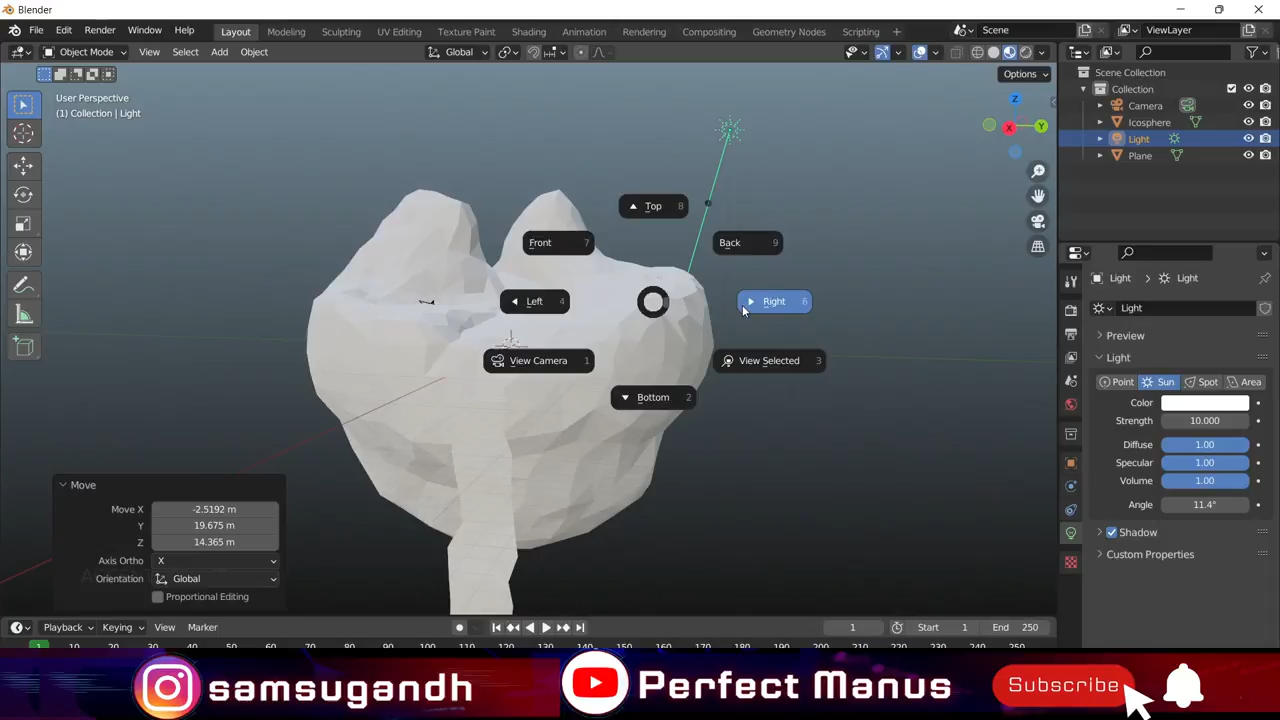 Blender
File Edit Render Window Help
Layout Modeling Sculpting UV Editing Texture Paint Shading Animation Rendering Compositing Geometry Nodes Scripting +
Scene
ViewLayer
Object Mode View Select Add Object
Global
Options
User Perspective
(1) Collection | Light
Z
Y
X
Scene Collection
Collection
Camera
Icosphere
Light
Plane
Top 8
Front 7
Back 9
Left 4
Right 6
View Camera 1
View Selected 3
Bottom 2
Light > Light
Light
Preview
Light
Point Sun Spot Area
Color
Strength 10.000
Diffuse 1.00
Specular 1.00
Volume 1.00
Angle 11.4°
Shadow
Custom Properties
Move
Move X -2.5192 m
Y 19.675 m
Z 14.365 m
Axis Ortho X
Orientation Global
Proportional Editing
Playback Keying View Marker
1 Start 1 End 250
samsugandh
Perfect Manus
Subscribe